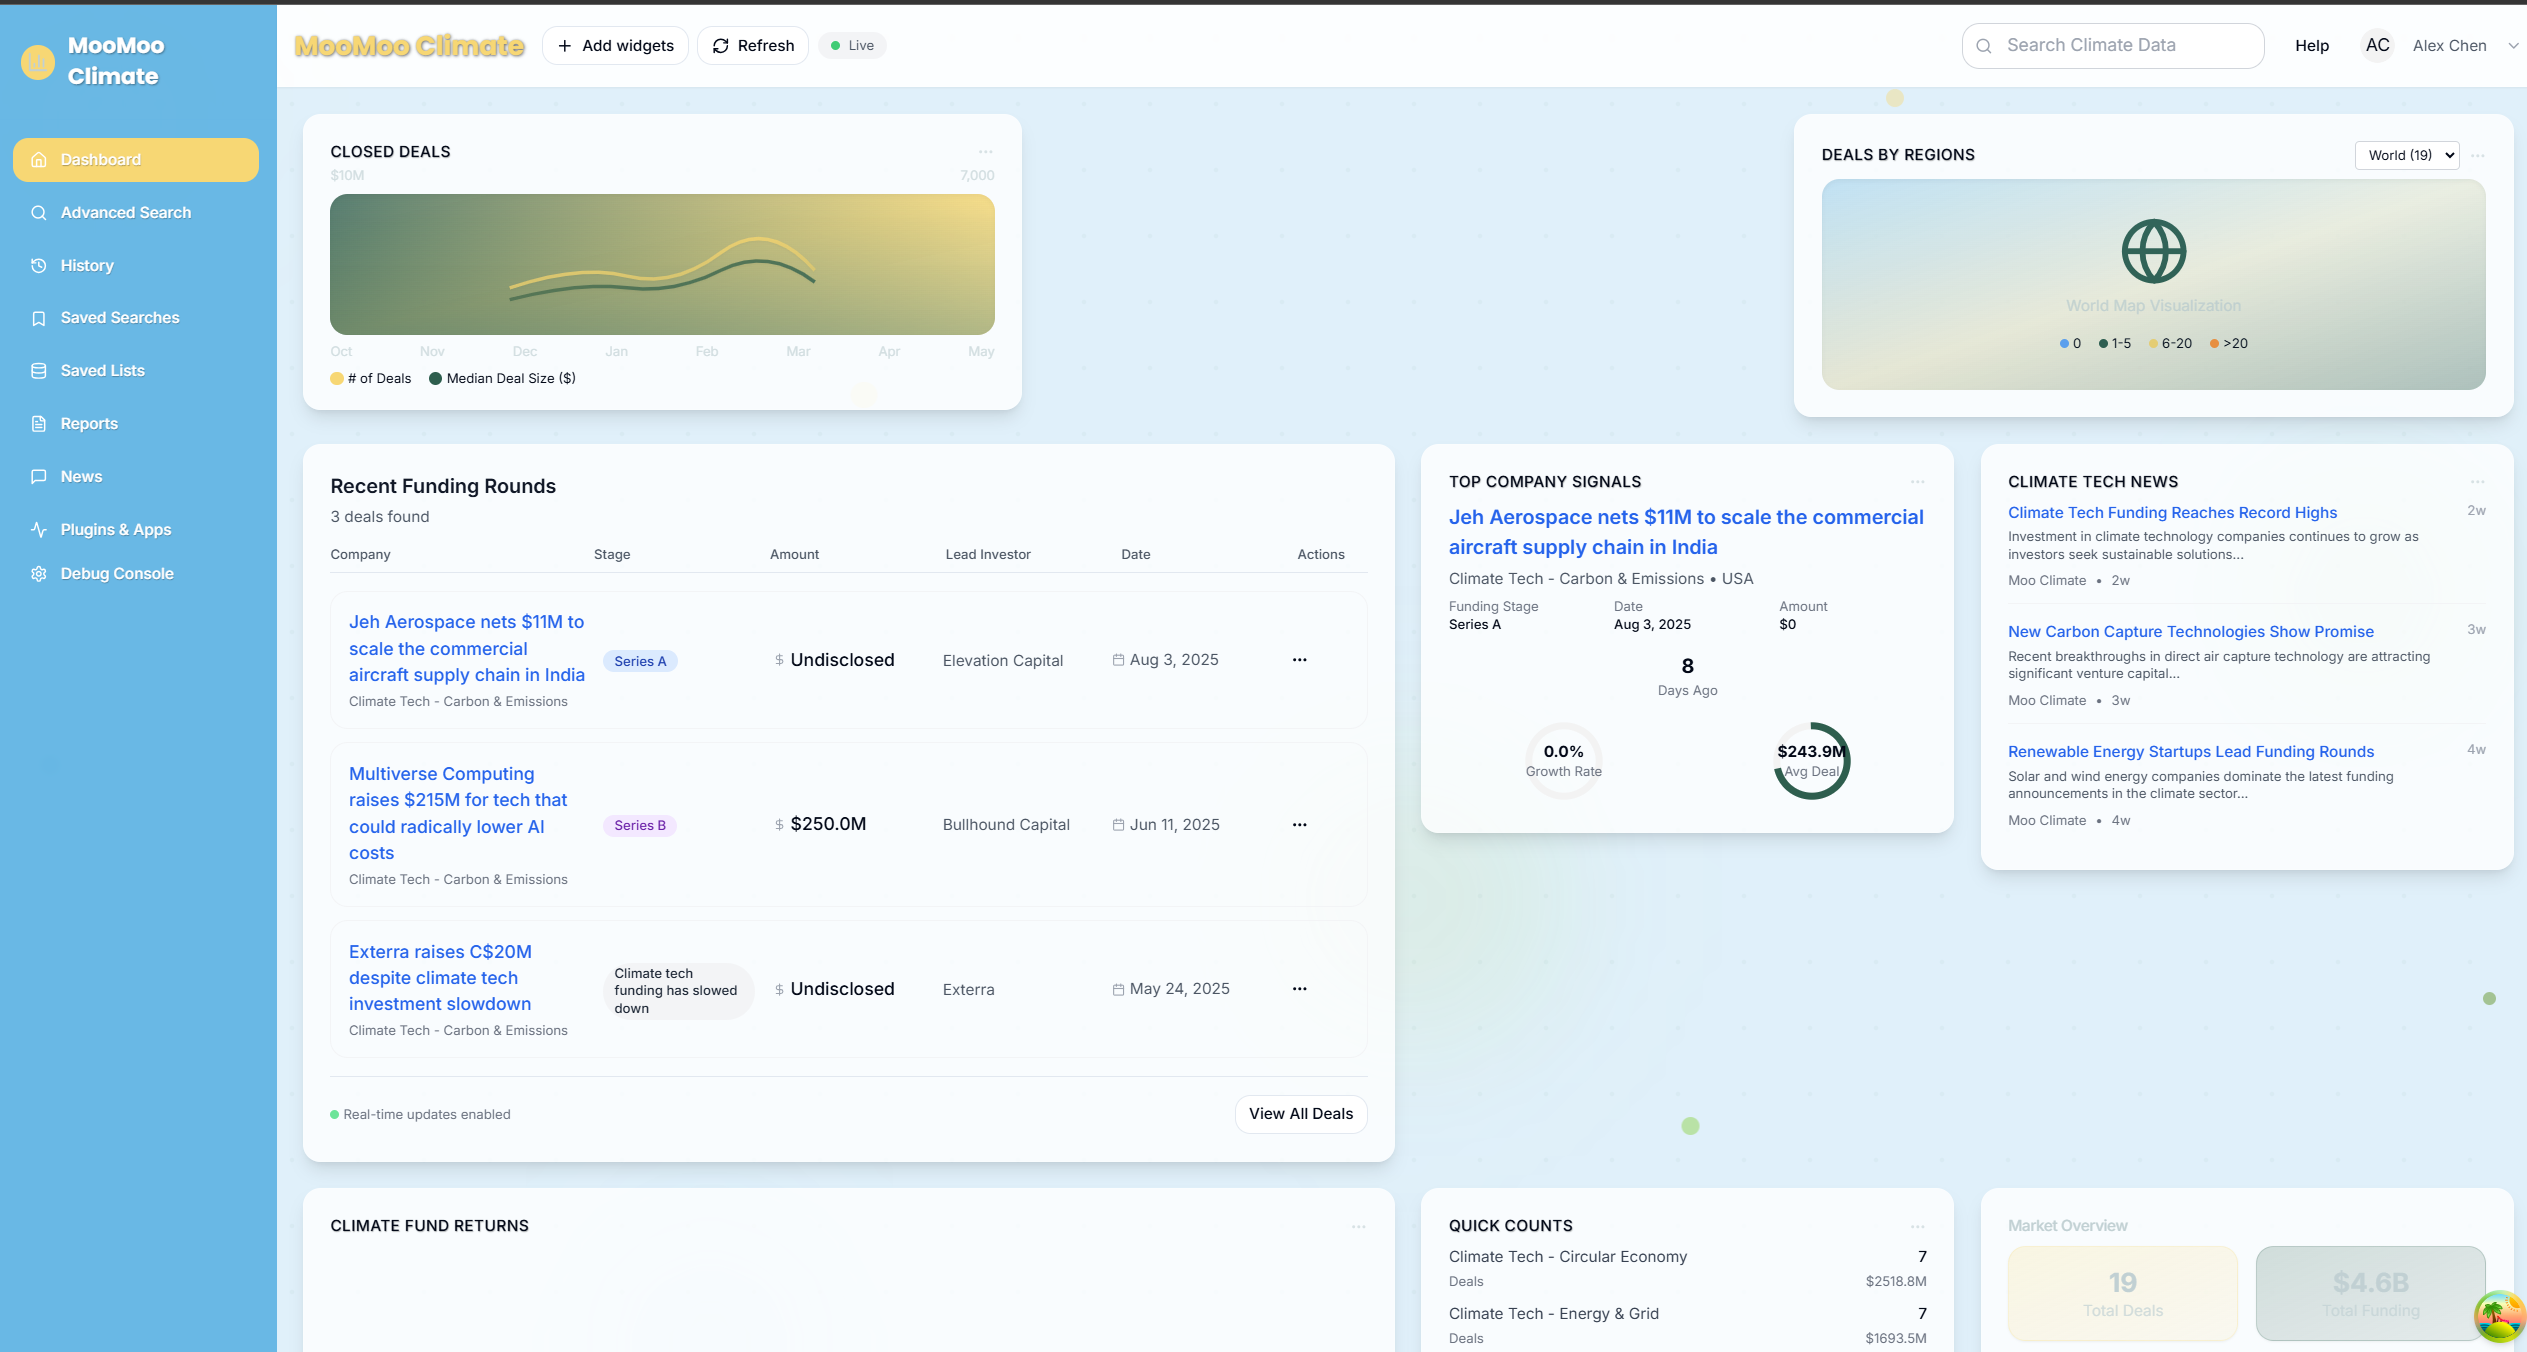 MooMoo
Climate
Dashboard
Advanced Search
History
Saved Searches
Saved Lists
Reports
News
Plugins & Apps
Debug Console
MooMoo Climate
Add widgets
Refresh
Live
Search Climate Data
Help
AC
Alex Chen
CLOSED DEALS
$10M 7,000
Oct Nov Dec Jan Feb Mar Apr May
# of Deals Median Deal Size ($)
DEALS BY REGIONS
World (19)
World Map Visualization
0 1-5 6-20 >20
Recent Funding Rounds
3 deals found
Company Stage Amount Lead Investor Date Actions
Jeh Aerospace nets $11M to
scale the commercial
aircraft supply chain in India
Climate Tech - Carbon & Emissions
Series A
$ Undisclosed
Elevation Capital
Aug 3, 2025
Multiverse Computing
raises $215M for tech that
could radically lower AI
costs
Climate Tech - Carbon & Emissions
Series B
$ $250.0M
Bullhound Capital
Jun 11, 2025
Exterra raises C$20M
despite climate tech
investment slowdown
Climate Tech - Carbon & Emissions
Climate tech
funding has slowed
down
$ Undisclosed
Exterra
May 24, 2025
Real-time updates enabled
View All Deals
TOP COMPANY SIGNALS
Jeh Aerospace nets $11M to scale the commercial
aircraft supply chain in India
Climate Tech - Carbon & Emissions • USA
Funding Stage Date Amount
Series A Aug 3, 2025 $0
8
Days Ago
0.0%
Growth Rate
$243.9M
Avg Deal
CLIMATE TECH NEWS
Climate Tech Funding Reaches Record Highs 2w
Investment in climate technology companies continues to grow as
investors seek sustainable solutions...
Moo Climate • 2w
New Carbon Capture Technologies Show Promise 3w
Recent breakthroughs in direct air capture technology are attracting
significant venture capital...
Moo Climate • 3w
Renewable Energy Startups Lead Funding Rounds 4w
Solar and wind energy companies dominate the latest funding
announcements in the climate sector...
Moo Climate • 4w
CLIMATE FUND RETURNS
QUICK COUNTS
Climate Tech - Circular Economy 7
Deals $2518.8M
Climate Tech - Energy & Grid 7
Deals $1693.5M
Market Overview
19
Total Deals
$4.6B
Total Funding